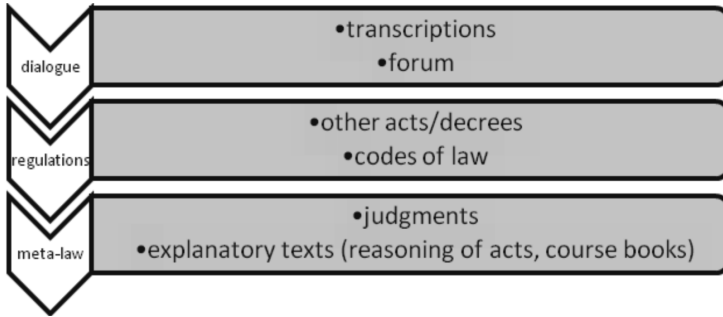 dialogue
•transcriptions
•forum
regulations
•other acts/decrees
•codes of law
meta-law
•judgments
•explanatory texts (reasoning of acts, course books)